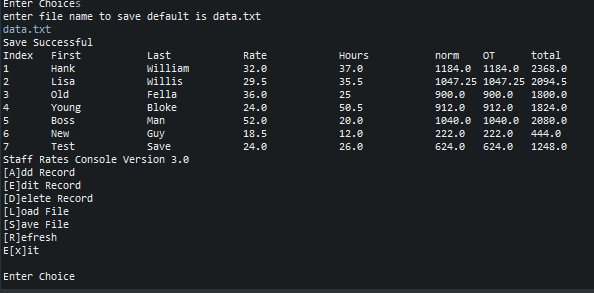 Enter Choices
enter file name to save default is data.txt
data.txt
Save Successful
Index First Last Rate Hours norm OT total
1 Hank William 32.0 37.0 1184.0 1184.0 2368.0
2 Lisa Willis 29.5 35.5 1047.25 1047.25 2094.5
3 Old Fella 36.0 25 900.0 900.0 1800.0
4 Young Bloke 24.0 50.5 912.0 912.0 1824.0
5 Boss Man 52.0 20.0 1040.0 1040.0 2080.0
6 New Guy 18.5 12.0 222.0 222.0 444.0
7 Test Save 24.0 26.0 624.0 624.0 1248.0
Staff Rates Console Version 3.0
[A]dd Record
[E]dit Record
[D]elete Record
[L]oad File
[S]ave File
[R]efresh
E[x]it
Enter Choice